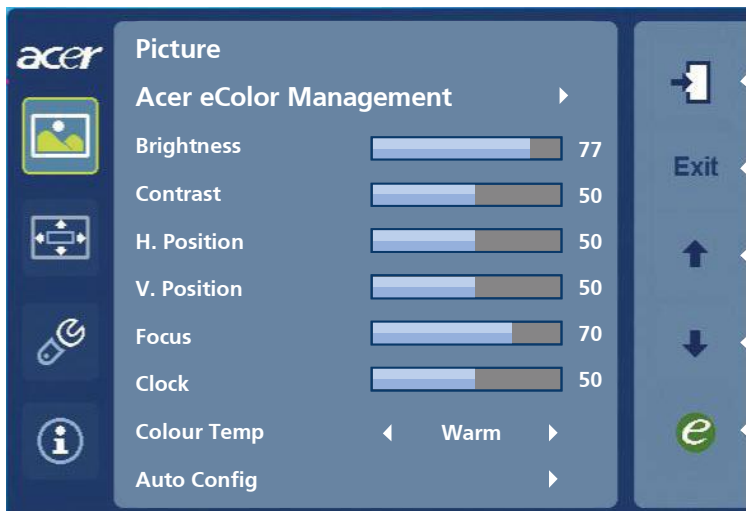 acer
Picture
Acer eColor Management
Brightness 77
Contrast 50
H. Position 50
V. Position 50
Focus 70
Clock 50
Colour Temp Warm
Auto Config
Exit
e